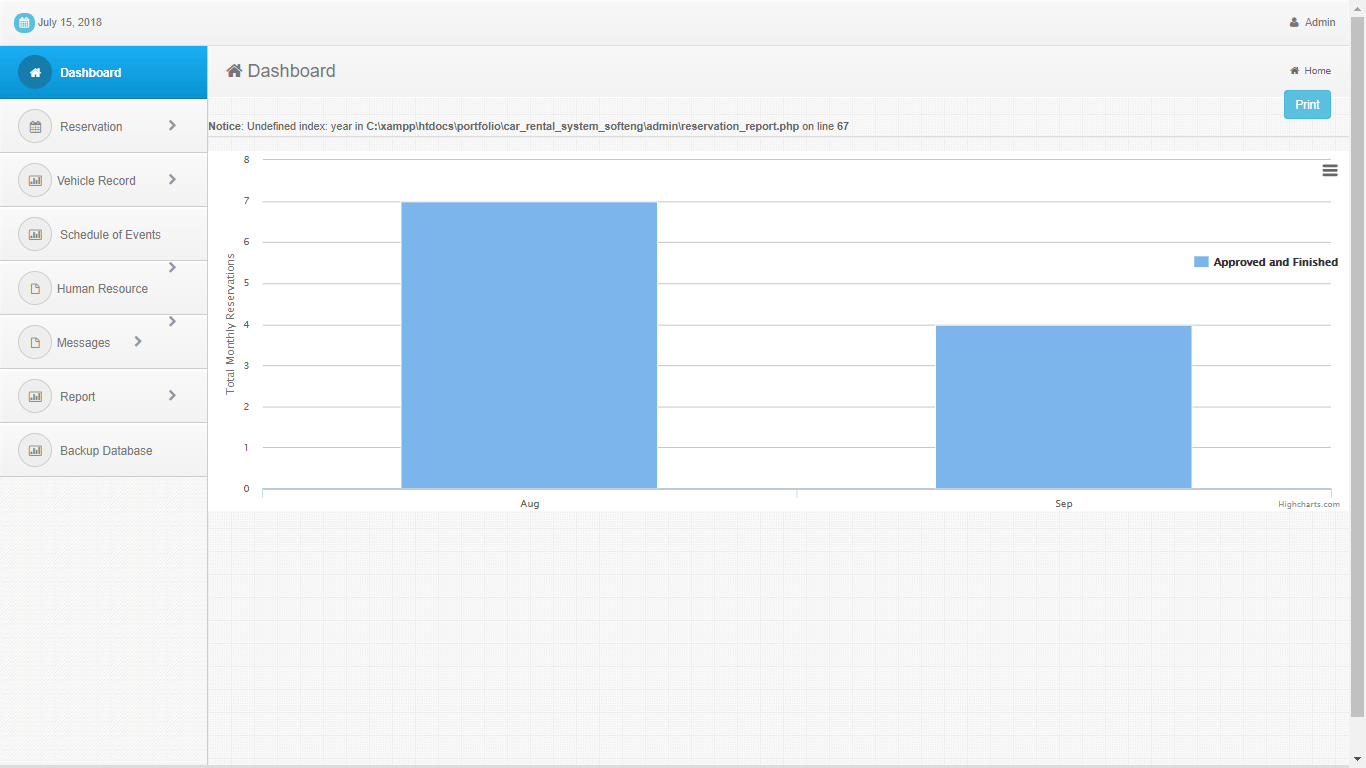 July 15, 2018
Admin
Dashboard
Reservation
Vehicle Record
Schedule of Events
Human Resource
Messages
Report
Backup Database
Dashboard
Home
Print
Notice: Undefined index: year in C:\xampp\htdocs\portfolio\car_rental_system_softeng\admin\reservation_report.php on line 67
Total Monthly Reservations
8
7
6
5
4
3
2
1
0
Aug
Sep
Approved and Finished
Highcharts.com